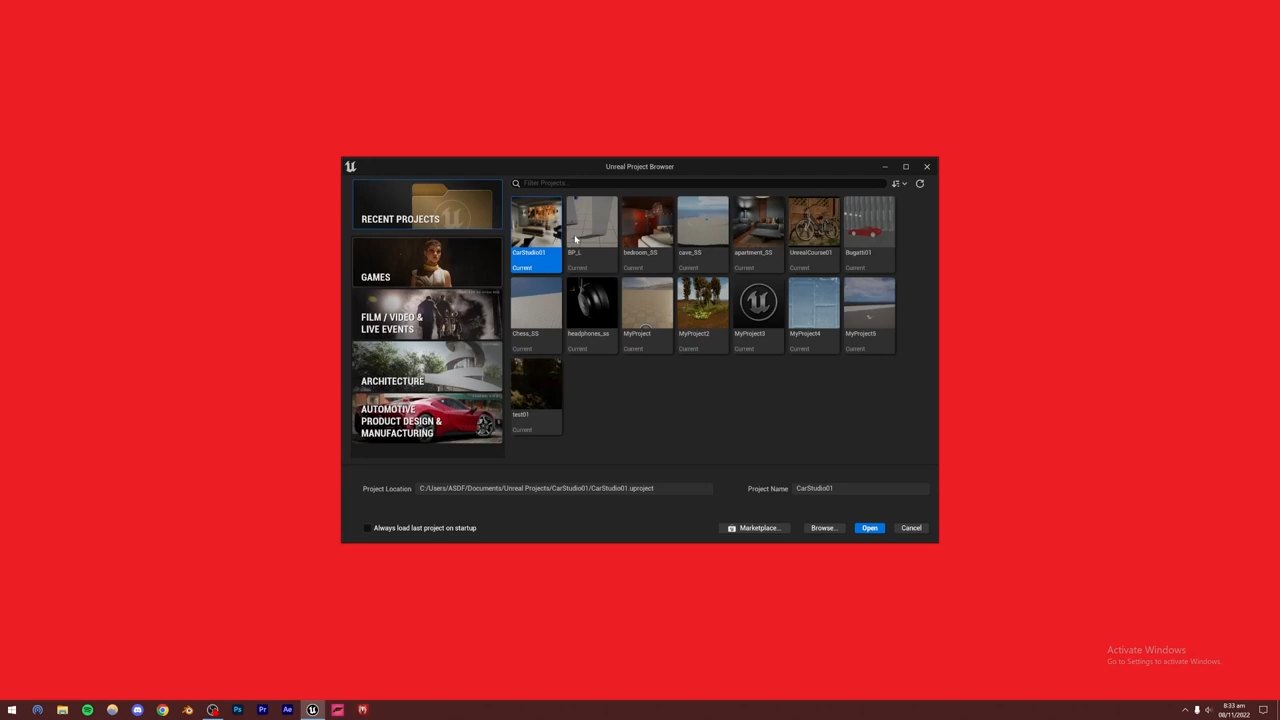 Unreal Project Browser
Filter Projects...
RECENT PROJECTS
GAMES
FILM / VIDEO &
LIVE EVENTS
ARCHITECTURE
AUTOMOTIVE
PRODUCT DESIGN &
MANUFACTURING
CarStudio01 BP_L bedroom_SS cave_SS apartment_SS UnrealCourse01 Bugatti01
Current Current Current Current Current Current Current
Chess_SS headphones_ss MyProject MyProject2 MyProject3 MyProject4 MyProject5
Current Current Current Current Current Current Current
test01
Current
Project Location C:/Users/ASDF/Documents/Unreal Projects/CarStudio01/CarStudio01.uproject Project Name CarStudio01
Always load last project on startup Marketplace... Browse... Open Cancel
Activate Windows
Go to Settings to activate Windows.
Ps Pr Ae
8:33 am
08/11/2022